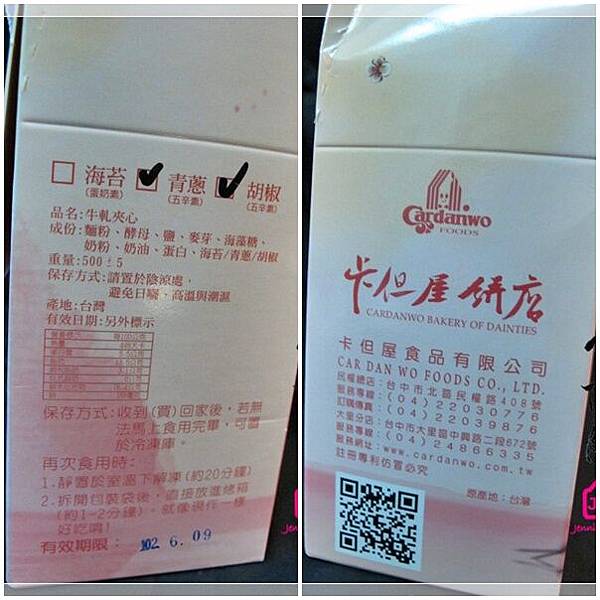 海苔
(蛋奶素)
青蔥
(五辛素)
胡椒
(五辛素)
品名:牛軋夾心
成份:麵粉、酵母、鹽、麥芽、海藻糖、
奶粉、奶油、蛋白、海苔/青蔥/胡椒
重量:500±5
保存方式:請置於陰涼處,
避免日曬、高溫與潮濕
產地:台灣
有效日期:另外標示
保存方式:收到(買)回家後,若無
法馬上食用完畢,可置
於冷凍庫。
再次食用時:
1.靜置於室溫下解凍(約20分鐘)
2.拆開包裝袋後,直接放進烤箱
(約1-2分鐘),就像現作一樣
好吃唷!
有效期限: 102 6.09
Cardanwo
FOODS
卡但屋餅店
CARDANWO BAKERY OF DAINTIES
卡但屋食品有限公司
CAR DAN WO FOODS CO., LTD.
民權總店:台中市北區民權路408號
服務專線:(04)22030776
訂購傳真:(04)22039876
大里分店:台中市大里區中興路二段672號
服務專線:(04)24866335
服務網站:www.cardanwo.com.tw
註冊專利仿冒必究
原產地:台灣